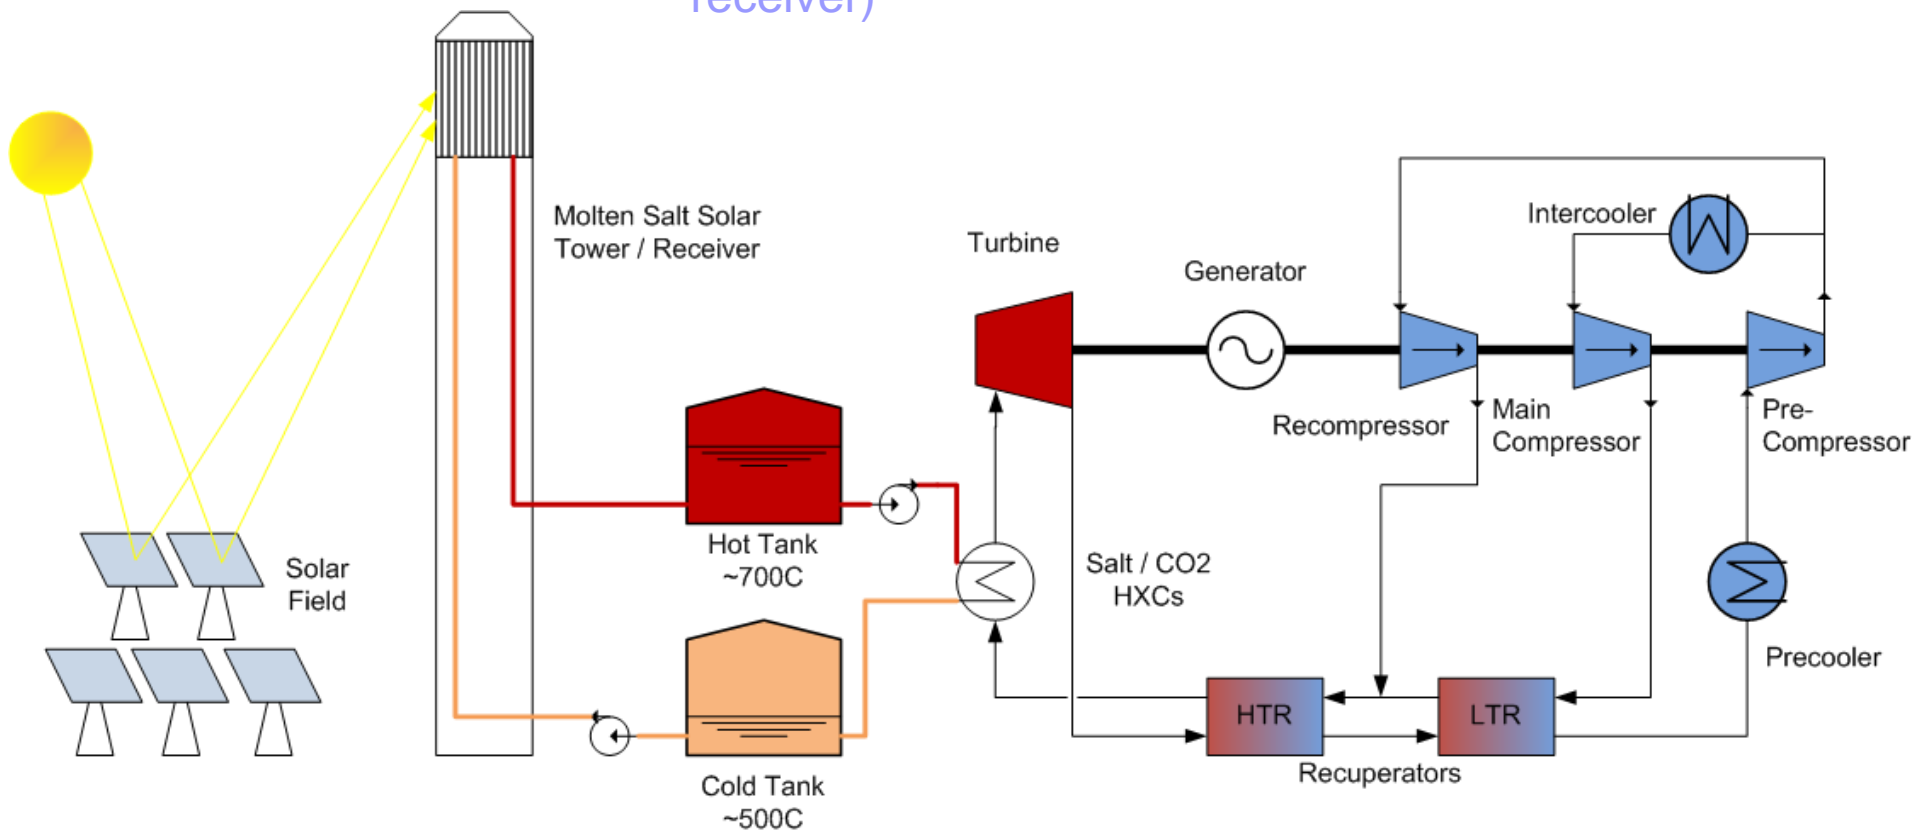 receiver)
Molten Salt Solar
Tower / Receiver
Turbine
Generator
Intercooler
Recompressor
Main
Compressor
Pre-
Compressor
Hot Tank
~700C
Solar
Field
Salt / CO2
HXCs
Precooler
HTR
LTR
Recuperators
Cold Tank
~500C